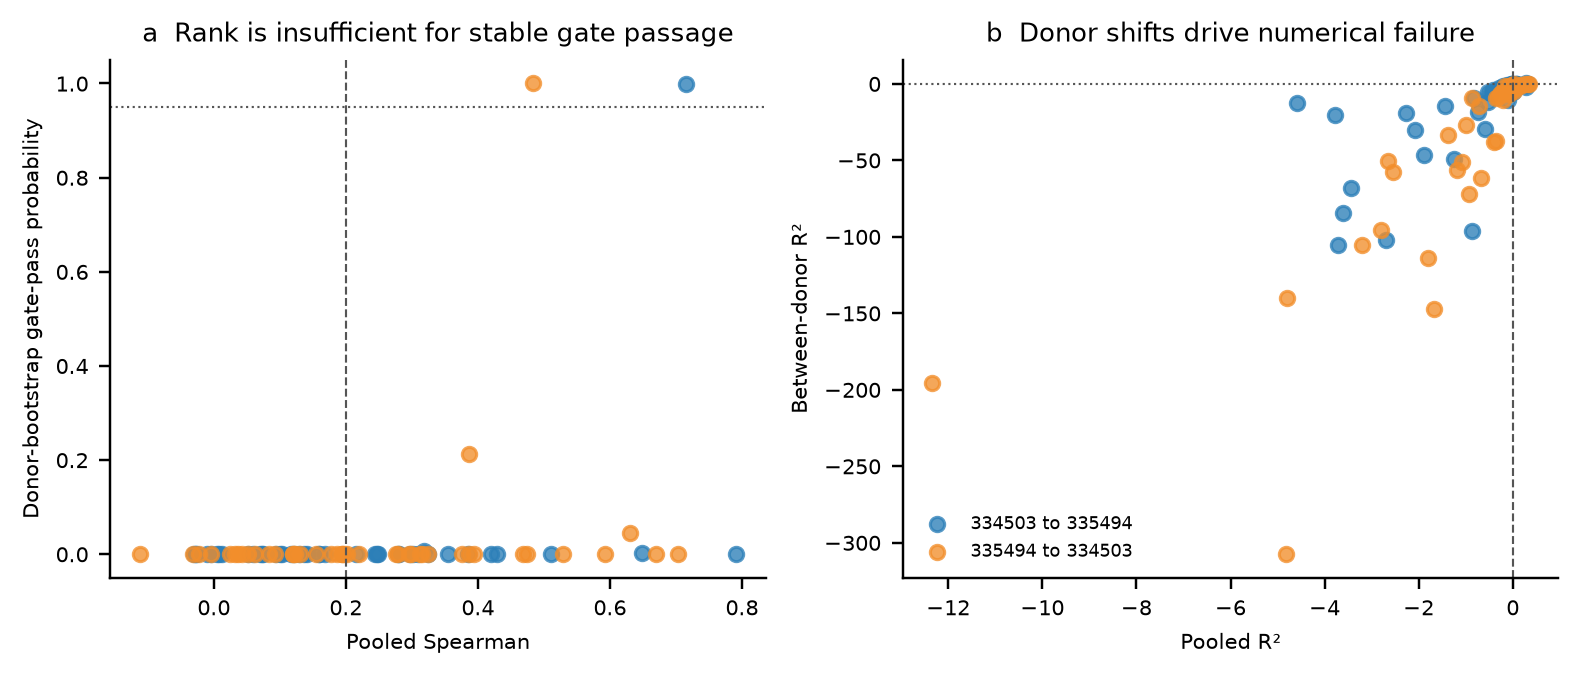 a  Rank is insufficient for stable gate passage
Donor-bootstrap gate-pass probability
1.0
0.8
0.6
0.4
0.2
0.0
0.0 0.2 0.4 0.6 0.8
Pooled Spearman
b  Donor shifts drive numerical failure
Between-donor R²
0
−50
−100
−150
−200
−250
−300
334503 to 335494
335494 to 334503
−12 −10 −8 −6 −4 −2 0
Pooled R²